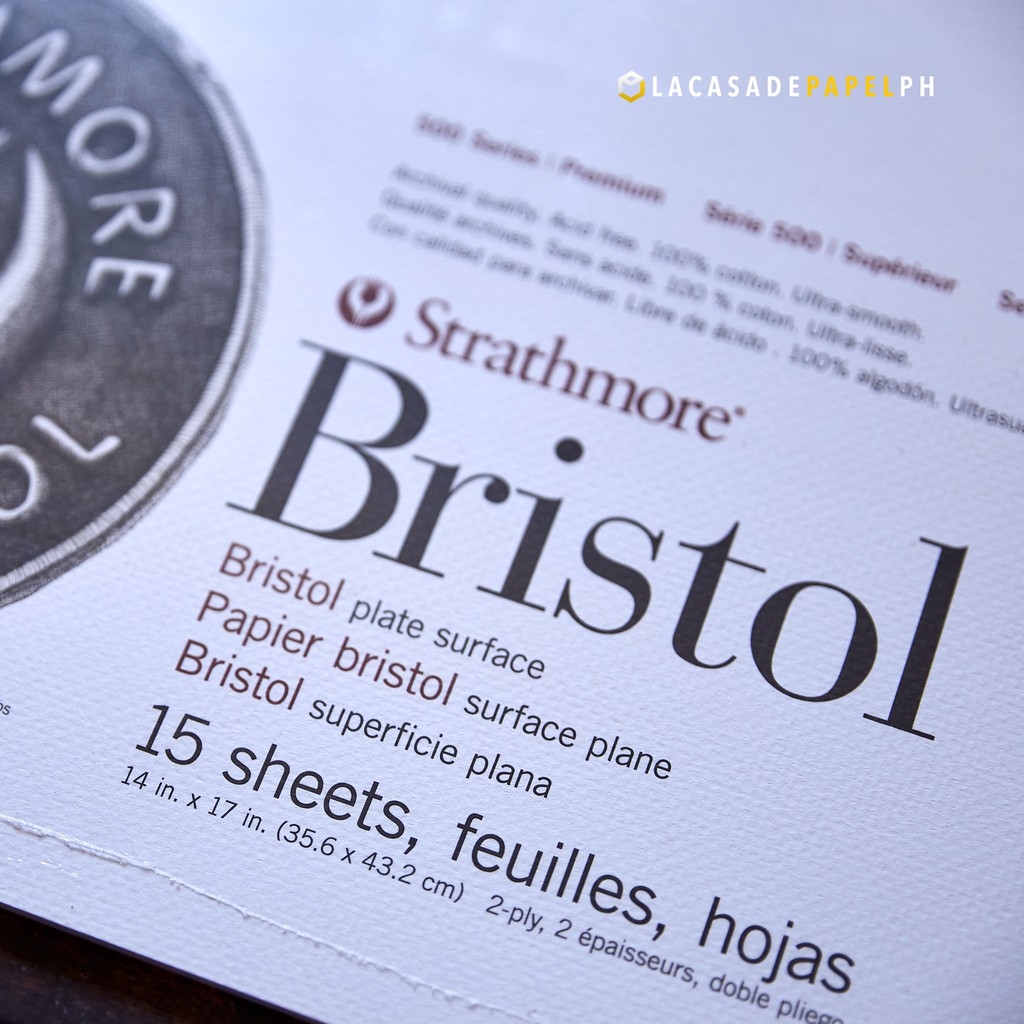 LACASADEPAPELPH
MORE
500 Series | Premium Série 500 | Supérieur
Archival quality. Acid free. 100% cotton. Ultra-smooth.
Qualité archives. Sans acide. 100 % coton. Ultra-lisse.
Con calidad para archivar. Libre de ácido . 100% algodón.
Strathmore®
Bristol
Bristol plate surface
Papier bristol surface plane
Bristol superficie plana
15 sheets, feuilles, hojas
14 in. x 17 in. (35.6 x 43.2 cm) 2-ply, 2 épaisseurs, doble pliego